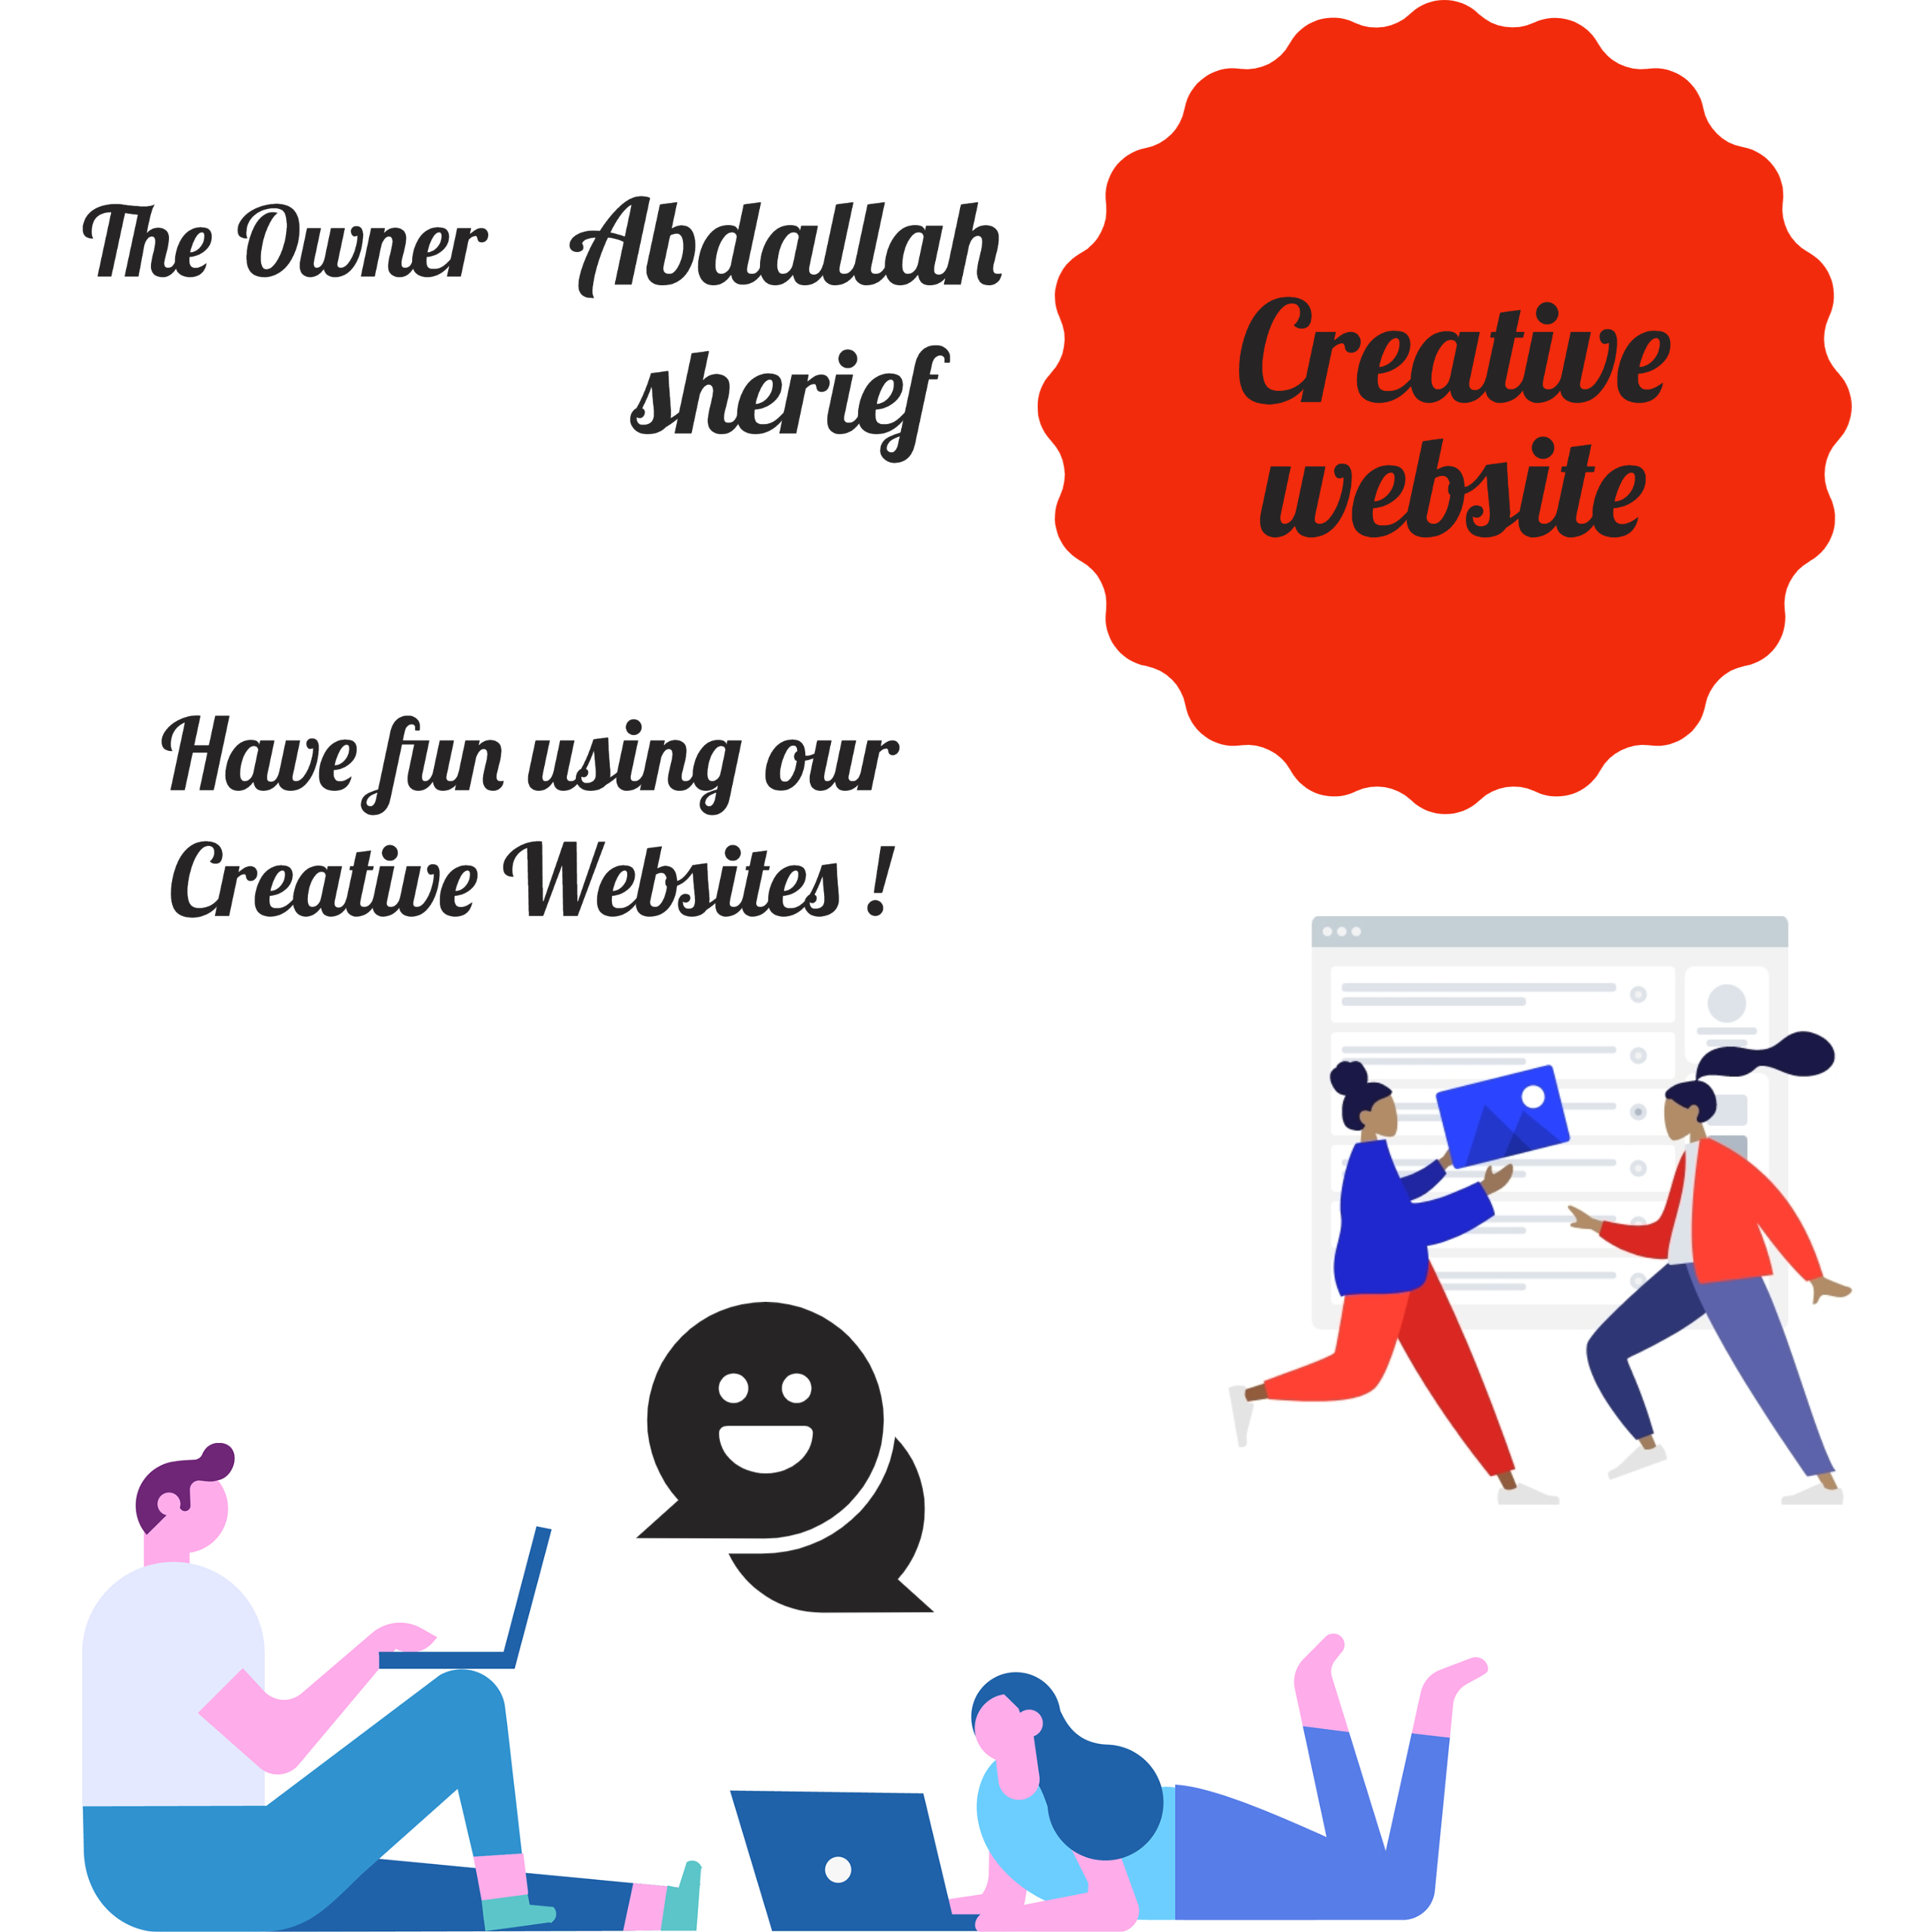 The Owner
Abdallah
sherief
Creative
website
Have fun using our
Creative Websites !